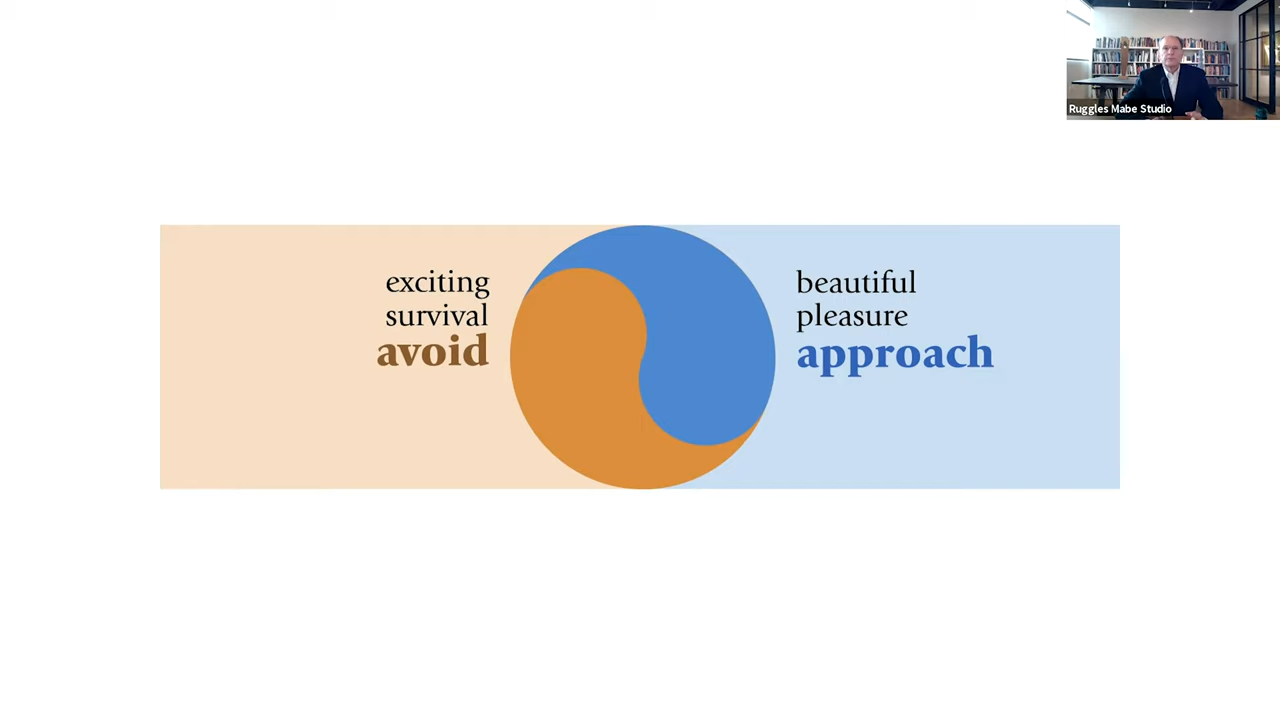 Ruggles Mabe Studio
exciting
survival
avoid
beautiful
pleasure
approach